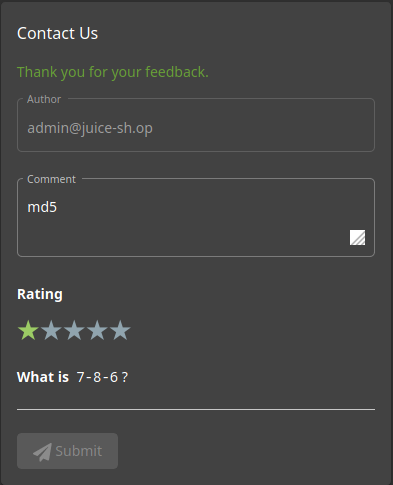 Contact Us
Thank you for your feedback.
Author
admin@juice-sh.op
Comment
md5
Rating
What is 7-8-6?
Submit